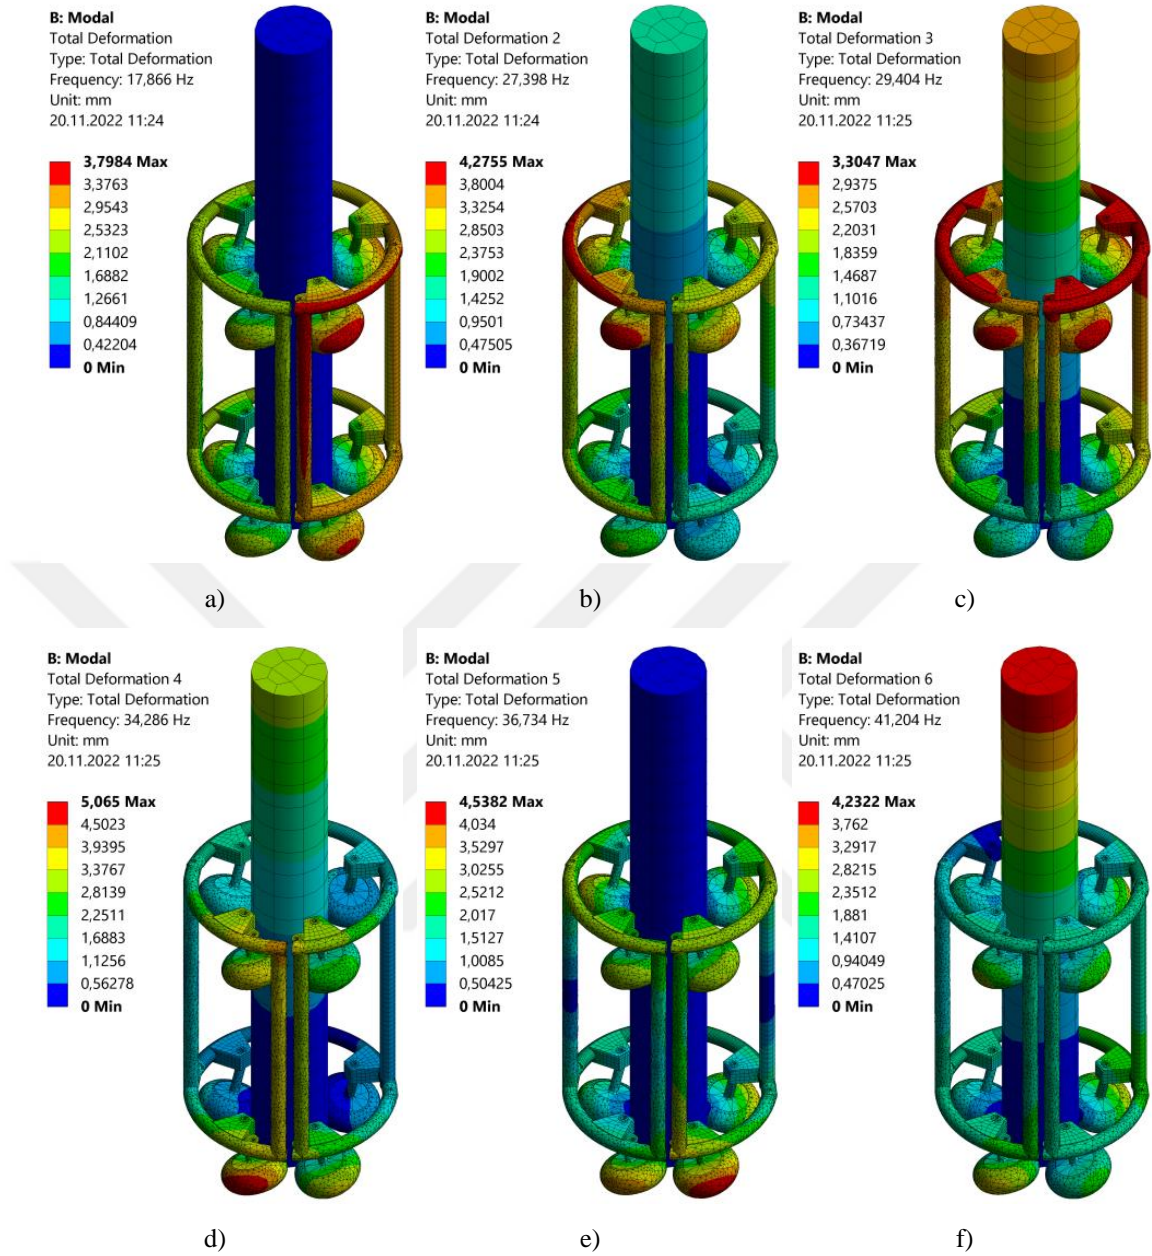 B: Modal
Total Deformation
Type: Total Deformation
Frequency: 17,866 Hz
Unit: mm
20.11.2022 11:24
3,7984 Max
3,3763
2,9543
2,5323
2,1102
1,6882
1,2661
0,84409
0,42204
0 Min
a)
B: Modal
Total Deformation 2
Type: Total Deformation
Frequency: 27,398 Hz
Unit: mm
20.11.2022 11:24
4,2755 Max
3,8004
3,3254
2,8503
2,3753
1,9002
1,4252
0,9501
0,47505
0 Min
b)
B: Modal
Total Deformation 3
Type: Total Deformation
Frequency: 29,404 Hz
Unit: mm
20.11.2022 11:25
3,3047 Max
2,9375
2,5703
2,2031
1,8359
1,4687
1,1016
0,73437
0,36719
0 Min
c)
B: Modal
Total Deformation 4
Type: Total Deformation
Frequency: 34,286 Hz
Unit: mm
20.11.2022 11:25
5,065 Max
4,5023
3,9395
3,3767
2,8139
2,2511
1,6883
1,1256
0,56278
0 Min
d)
B: Modal
Total Deformation 5
Type: Total Deformation
Frequency: 36,734 Hz
Unit: mm
20.11.2022 11:25
4,5382 Max
4,034
3,5297
3,0255
2,5212
2,017
1,5127
1,0085
0,50425
0 Min
e)
B: Modal
Total Deformation 6
Type: Total Deformation
Frequency: 41,204 Hz
Unit: mm
20.11.2022 11:25
4,2322 Max
3,762
3,2917
2,8215
2,3512
1,881
1,4107
0,94049
0,47025
0 Min
f)